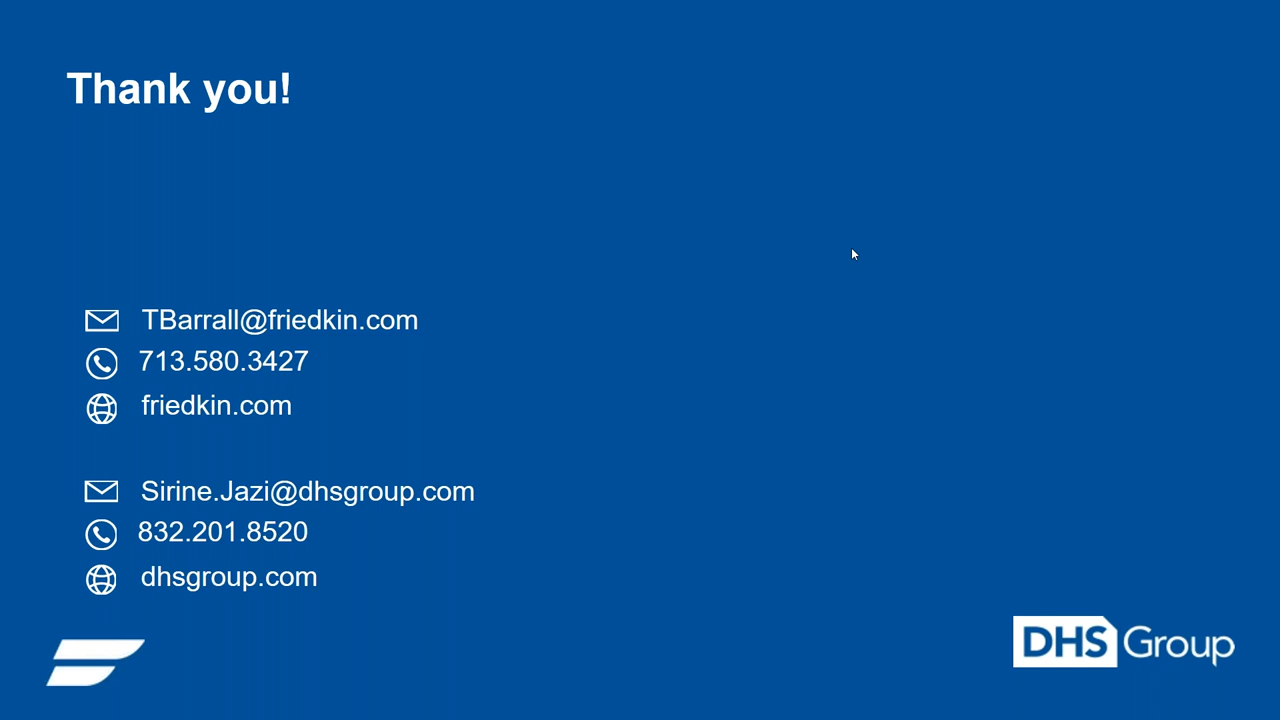 Thank you!
TBarrall@friedkin.com
713.580.3427
friedkin.com
Sirine.Jazi@dhsgroup.com
832.201.8520
dhsgroup.com
DHS Group